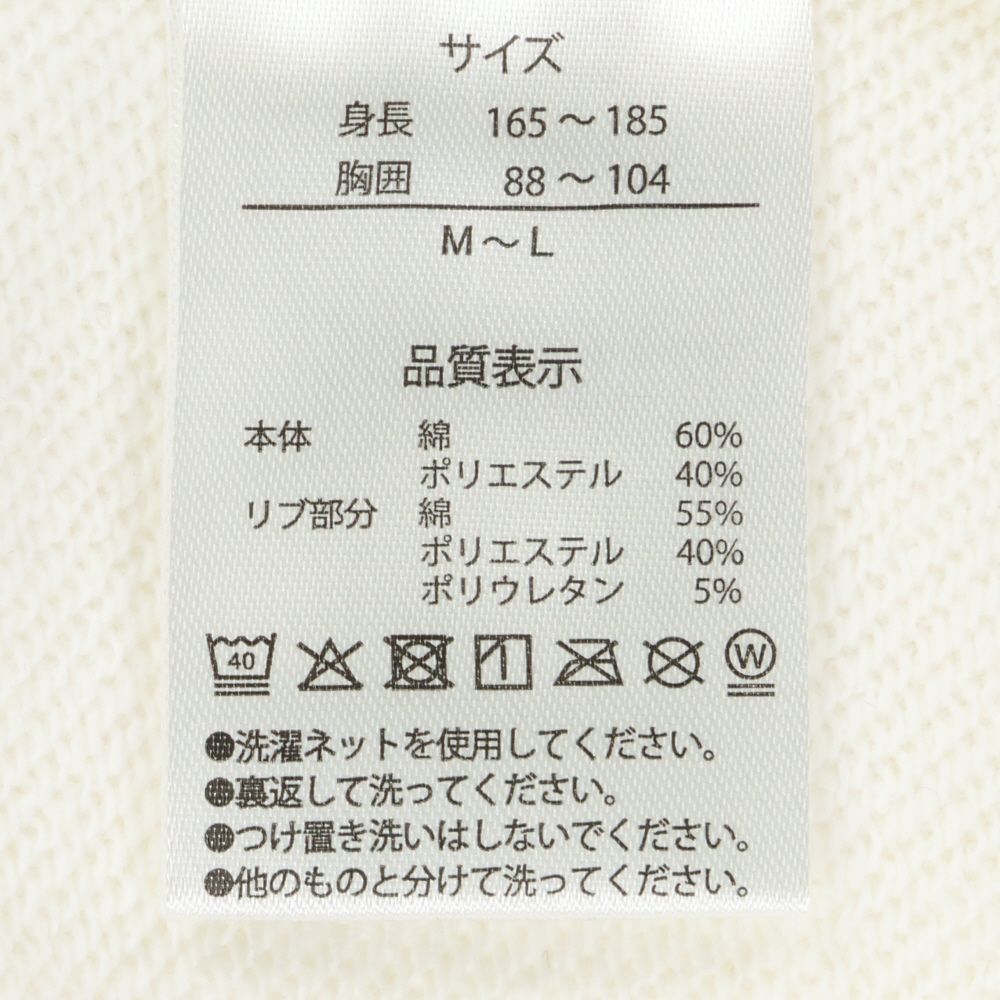 サイズ
身長 165～185
胸囲 88～104
M～L
品質表示
本体 綿 60%
ポリエステル 40%
リブ部分 綿 55%
ポリエステル 40%
ポリウレタン 5%
40 W
●洗濯ネットを使用してください。
●裏返して洗ってください。
●つけ置き洗いはしないでください。
●他のものと分けて洗ってください。